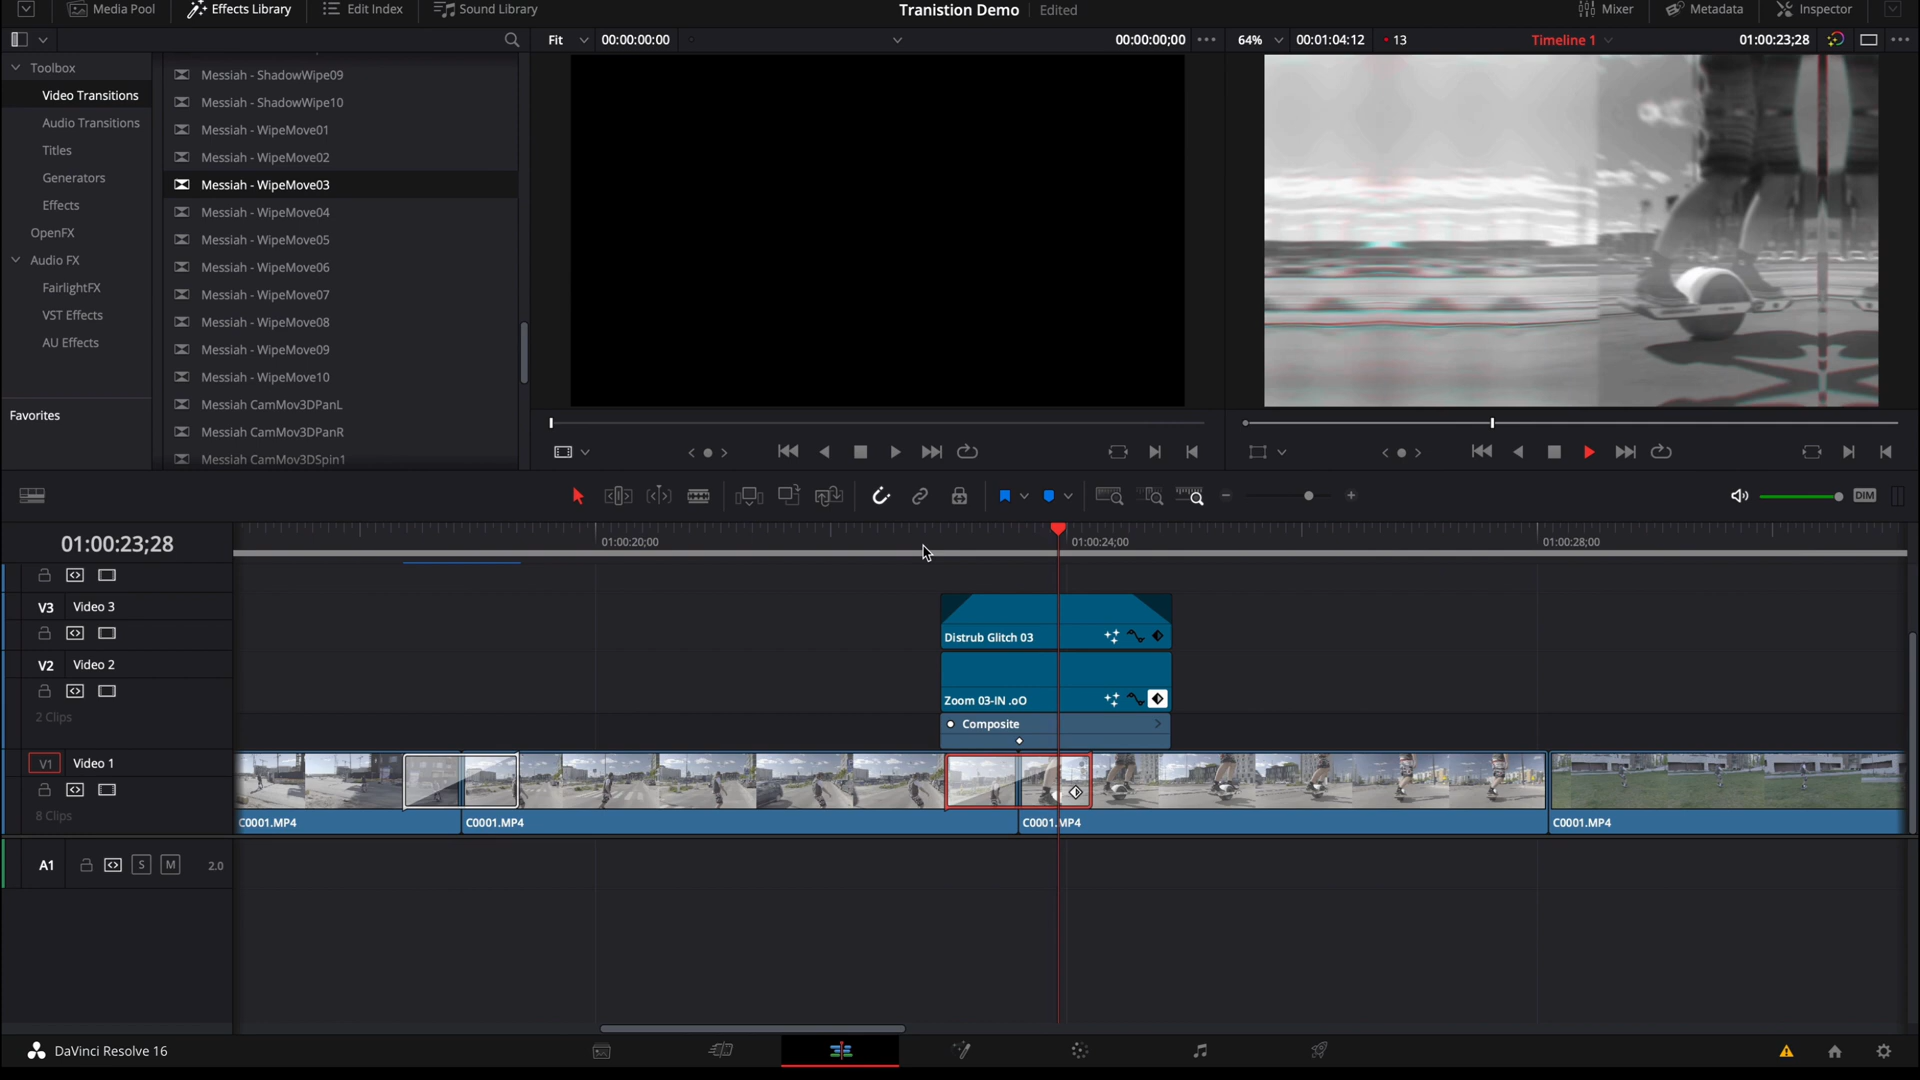 Media Pool
Effects Library
Edit Index
Sound Library
Transtion Demo
Edited
Mixer
Metadata
Inspector
Fit
00:00:00:00
00:00:00;00
64%
00:01:04:12
13
Timeline 1
01:00:23;28
Toolbox
Video Transitions
Audio Transitions
Titles
Generators
Effects
OpenFX
Audio FX
FairlightFX
VST Effects
AU Effects
Favorites
Messiah - ShadowWipe09
Messiah - ShadowWipe10
Messiah - WipeMove01
Messiah - WipeMove02
Messiah - WipeMove03
Messiah - WipeMove04
Messiah - WipeMove05
Messiah - WipeMove06
Messiah - WipeMove07
Messiah - WipeMove08
Messiah - WipeMove09
Messiah - WipeMove10
Messiah CamMov3DPanL
Messiah CamMov3DPanR
Messiah CamMov3DSpin1
DIM
01:00:23;28
01:00:20;00
01:00:24;00
01:00:28;00
V3 Video 3
Distrub Glitch 03
V2 Video 2
Zoom 03-IN .oO
2 Clips
Composite
V1 Video 1
8 Clips
C0001.MP4
C0001.MP4
C0001.MP4
C0001.MP4
A1
S
M
2.0
DaVinci Resolve 16